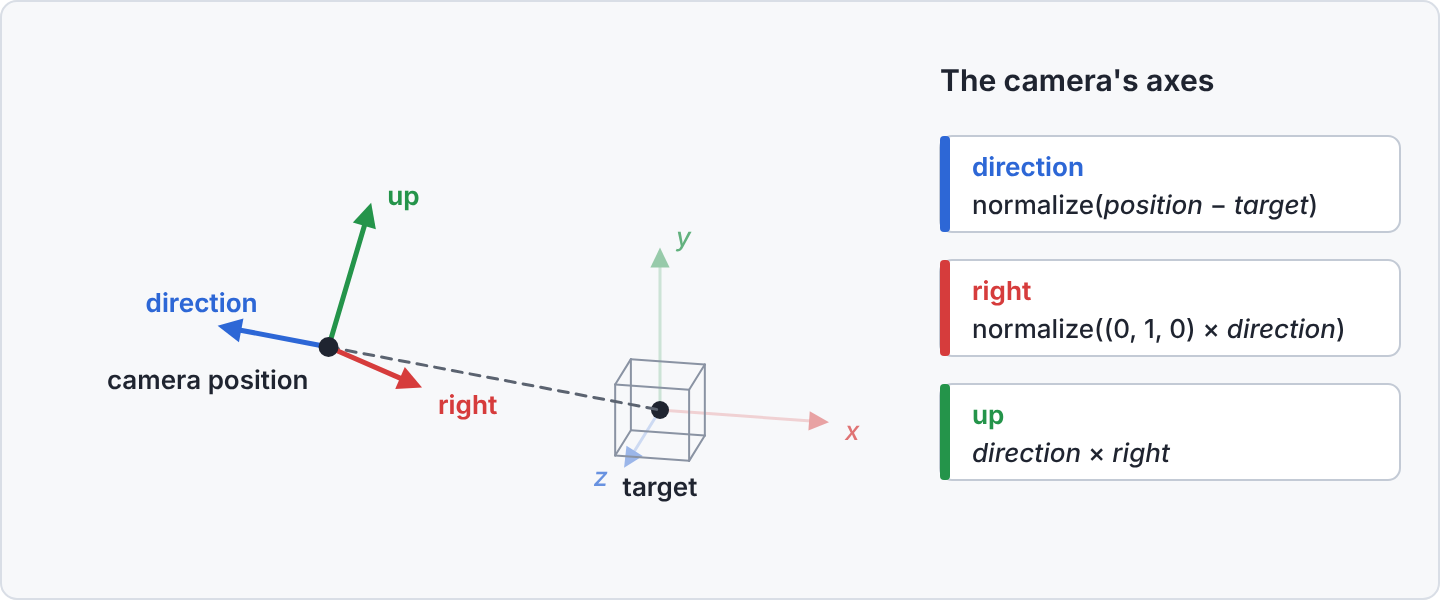 up
direction
camera position
right
y
x
z
target
The camera's axes
direction
normalize(position − target)
right
normalize((0, 1, 0) × direction)
up
direction × right